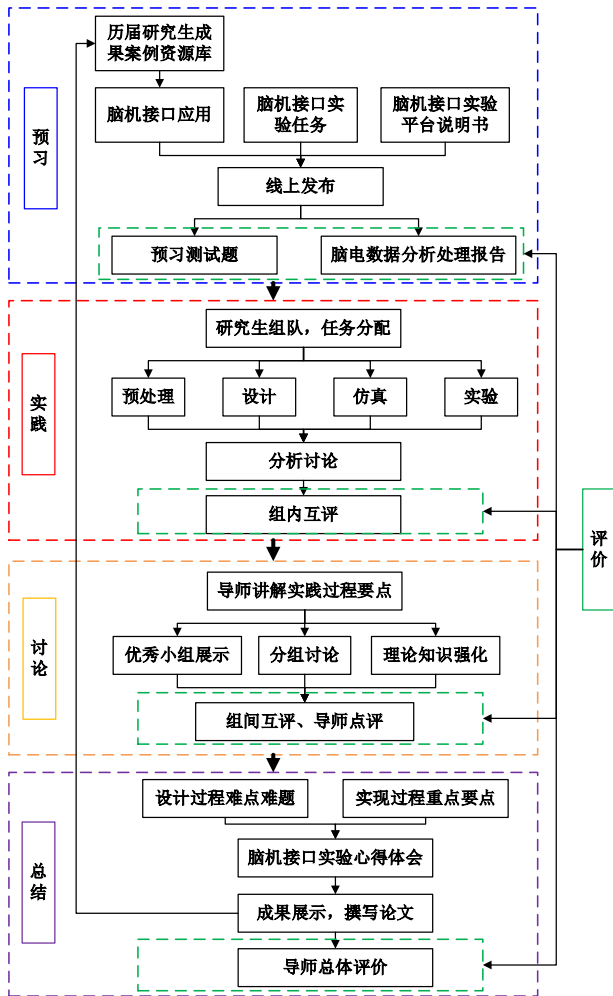 历届研究生成
果案例资源库
脑机接口应用
脑机接口实
验任务
脑机接口实验
平台说明书
预
习
线上发布
预习测试题
脑电数据分析处理报告
研究生组队，任务分配
实
践
预处理
设计
仿真
实验
分析讨论
组内互评
评
价
导师讲解实践过程要点
讨
论
优秀小组展示
分组讨论
理论知识强化
组间互评、导师点评
设计过程难点难题
实现过程重点要点
总
结
脑机接口实验心得体会
成果展示，撰写论文
导师总体评价